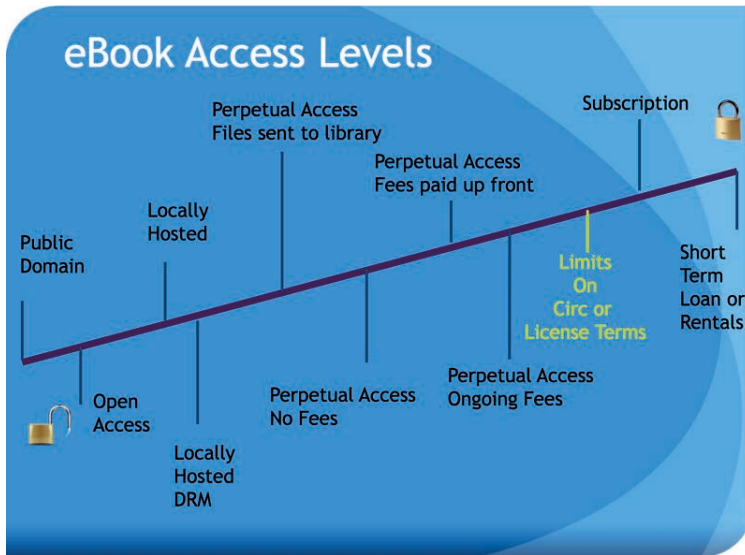 eBook Access Levels
Public
Domain
Open
Access
Locally
Hosted
Locally
Hosted
DRM
Perpetual Access
Files sent to library
Perpetual Access
No Fees
Perpetual Access
Fees paid up front
Perpetual Access
Ongoing Fees
Limits
On
Circ or
License Terms
Subscription
Short
Term
Loan or
Rentals